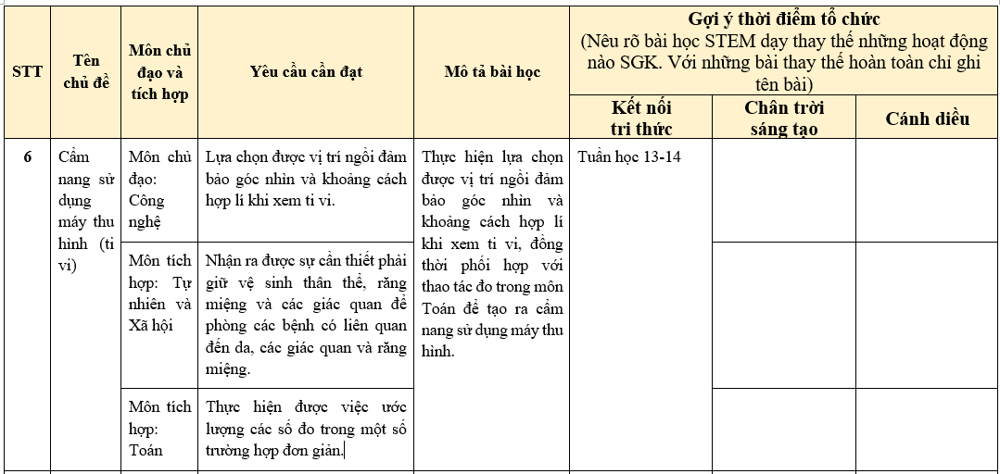 STT
Tên
chủ đề
Môn chủ
đạo và
tích hợp
Yêu cầu cần đạt
Mô tả bài học
Gợi ý thời điểm tổ chức
(Nêu rõ bài học STEM dạy thay thế những hoạt động
nào SGK. Với những bài thay thế hoàn toàn chỉ ghi
tên bài)
Kết nối
tri thức
Chân trời
sáng tạo
Cánh diều
6
Cẩm
nang sử
dụng
máy thu
hình (ti
vi)
Môn chủ
đạo:
Công
nghệ
Lựa chọn được vị trí ngồi đảm
bảo góc nhìn và khoảng cách
hợp lí khi xem ti vi.
Thực hiện lựa chọn
được vị trí ngồi đảm
bảo góc nhìn và
khoảng cách hợp lí
khi xem ti vi, đồng
thời phối hợp với
thao tác đo trong môn
Toán để tạo ra cẩm
nang sử dụng máy thu
hình.
Tuần học 13-14
Môn tích
hợp: Tự
nhiên và
Xã hội
Nhận ra được sự cần thiết phải
giữ vệ sinh thân thể, răng
miệng và các giác quan để
phòng các bệnh có liên quan
đến da, các giác quan và răng
miệng.
Môn tích
hợp:
Toán
Thực hiện được việc ước
lượng các số đo trong một số
trường hợp đơn giản.